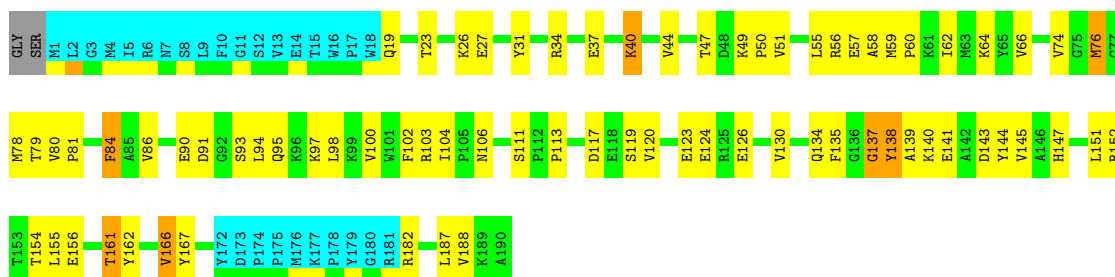 GLY SER M1 L2 G3 M4 I5 R6 N7 S8 L9 F10 G11 S12 V13 E14 T15 W16 P17 W18 Q19 T23 K26 E27 Y31 R34 E37 K40 V44 T47 D48 K49 P50 V51 L55 R56 E57 A58 M59 P60 K61 I62 M63 K64 Y65 V66 V74 G75 M76 G77
M78 T79 V80 P81 F84 A85 V86 E90 D91 G92 S93 L94 Q95 K96 K97 L98 K99 V100 W101 F102 R103 I104 P105 N106 S111 P112 P113 D117 E118 S119 V120 E123 E124 R125 E126 V130 Q134 F135 G136 G137 Y138 A139 K140 E141 A142 D143 Y144 V145 A146 H147 L151 R152
T153 T154 L155 E156 T161 Y162 V166 Y167 Y172 D173 P174 P175 M176 K177 P178 Y179 G180 R181 R182 L187 V188 K189 A190